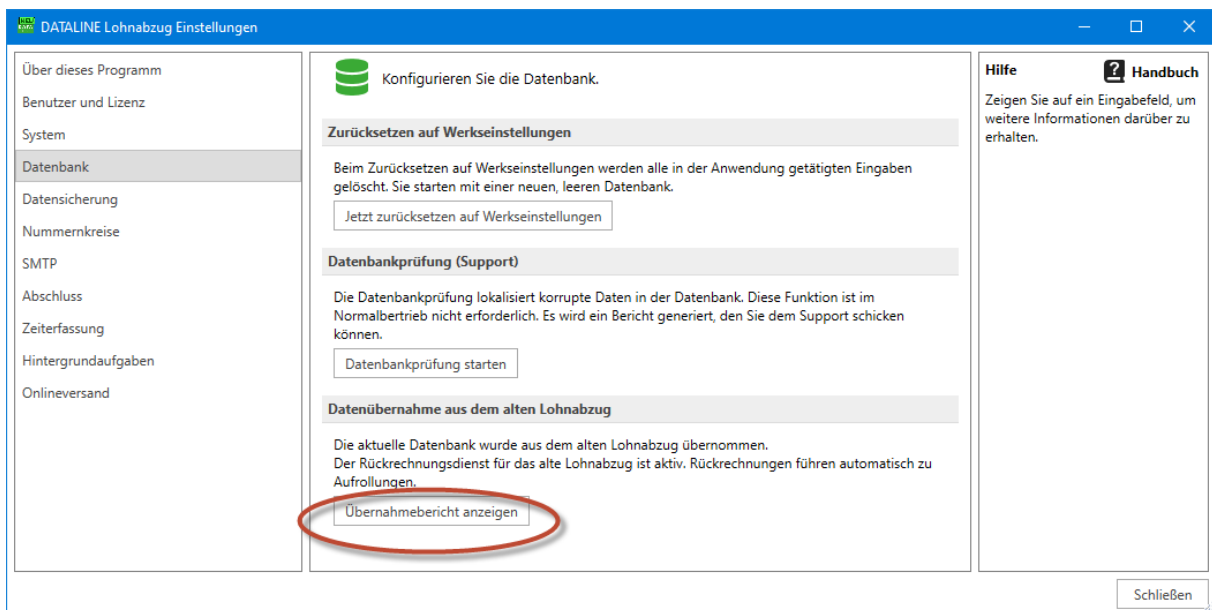 DATALINE Lohnabzug Einstellungen
Über dieses Programm
Benutzer und Lizenz
System
Datenbank
Datensicherung
Nummernkreise
SMTP
Abschluss
Zeiterfassung
Hintergrundaufgaben
Onlineversand
Konfigurieren Sie die Datenbank.
Zurücksetzen auf Werkseinstellungen
Beim Zurücksetzen auf Werkseinstellungen werden alle in der Anwendung getätigten Eingaben
gelöscht. Sie starten mit einer neuen, leeren Datenbank.
Jetzt zurücksetzen auf Werkseinstellungen
Datenbankprüfung (Support)
Die Datenbankprüfung lokalisiert korrupte Daten in der Datenbank. Diese Funktion ist im
Normalbertrieb nicht erforderlich. Es wird ein Bericht generiert, den Sie dem Support schicken
können.
Datenbankprüfung starten
Datenübernahme aus dem alten Lohnabzug
Die aktuelle Datenbank wurde aus dem alten Lohnabzug übernommen.
Der Rückrechnungsdienst für das alte Lohnabzug ist aktiv. Rückrechnungen führen automatisch zu
Aufrollungen.
Übernahmebericht anzeigen
Hilfe
? Handbuch
Zeigen Sie auf ein Eingabefeld, um
weitere Informationen darüber zu
erhalten.
Schließen